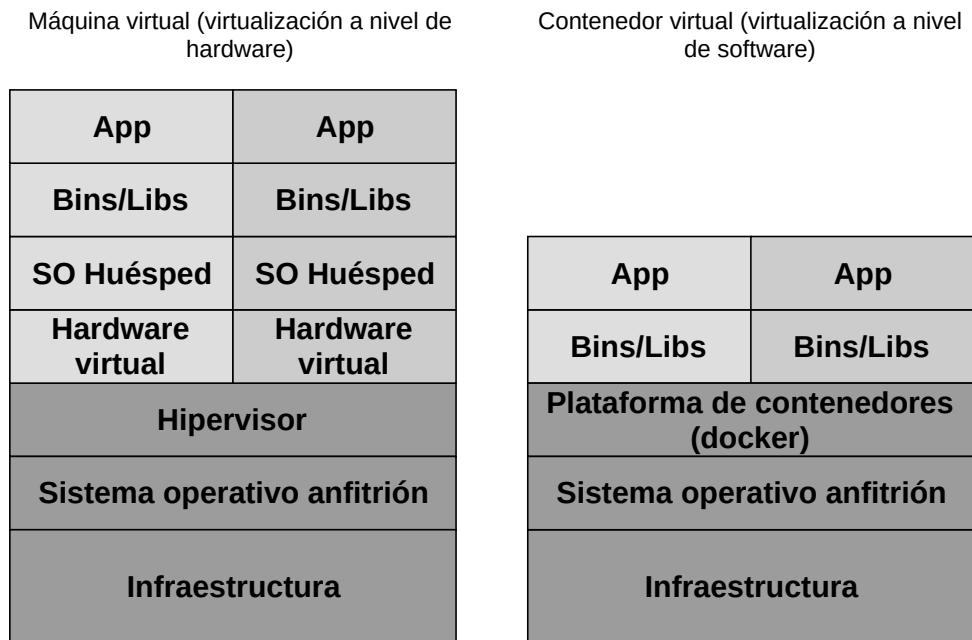 Máquina virtual (virtualización a nivel de
hardware)
App
App
Bins/Libs
Bins/Libs
SO Huésped
SO Huésped
Hardware
virtual
Hardware
virtual
Hipervisor
Sistema operativo anfitrión
Infraestructura
Contenedor virtual (virtualización a nivel
de software)
App
App
Bins/Libs
Bins/Libs
Plataforma de contenedores
(docker)
Sistema operativo anfitrión
Infraestructura